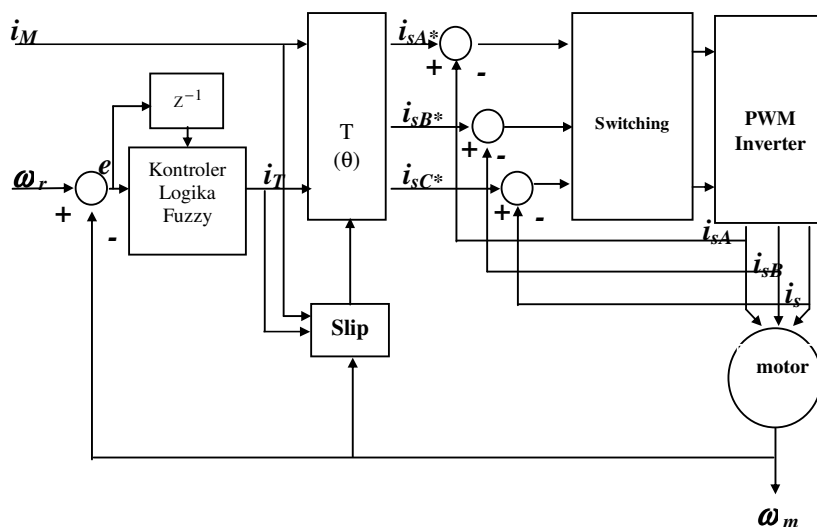 i_M
i_sA*
+
-
Z⁻¹
T
(θ)
i_sB*
+
-
Switching
PWM
Inverter
ω_r
e
+
-
Kontroler
Logika
Fuzzy
i_T
i_sC*
+
-
i_sA
i_sB
i_s
Slip
motor
ω_m